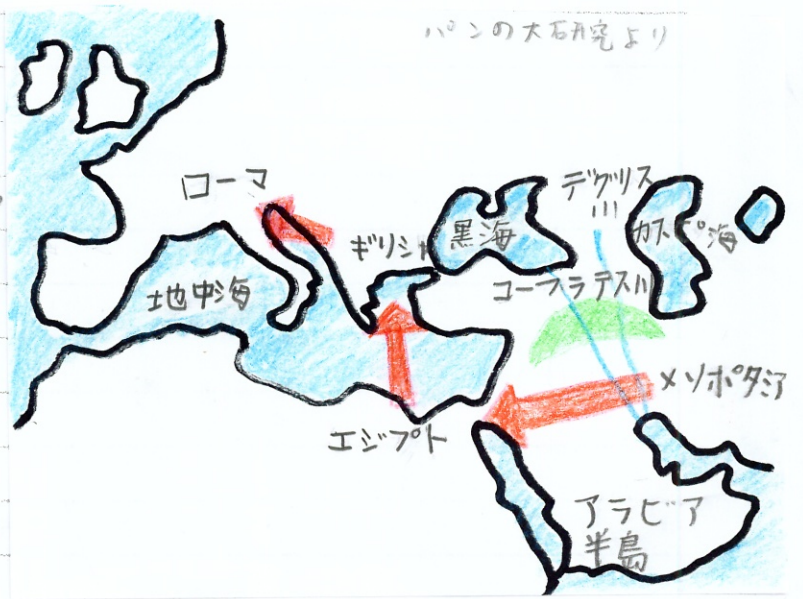 パンの大研究より
ローマ
ギリシャ
黒海
デグリス
川
カスピ海
地中海
ユーフラテス川
メソポタミア
エジプト
アラビア
半島